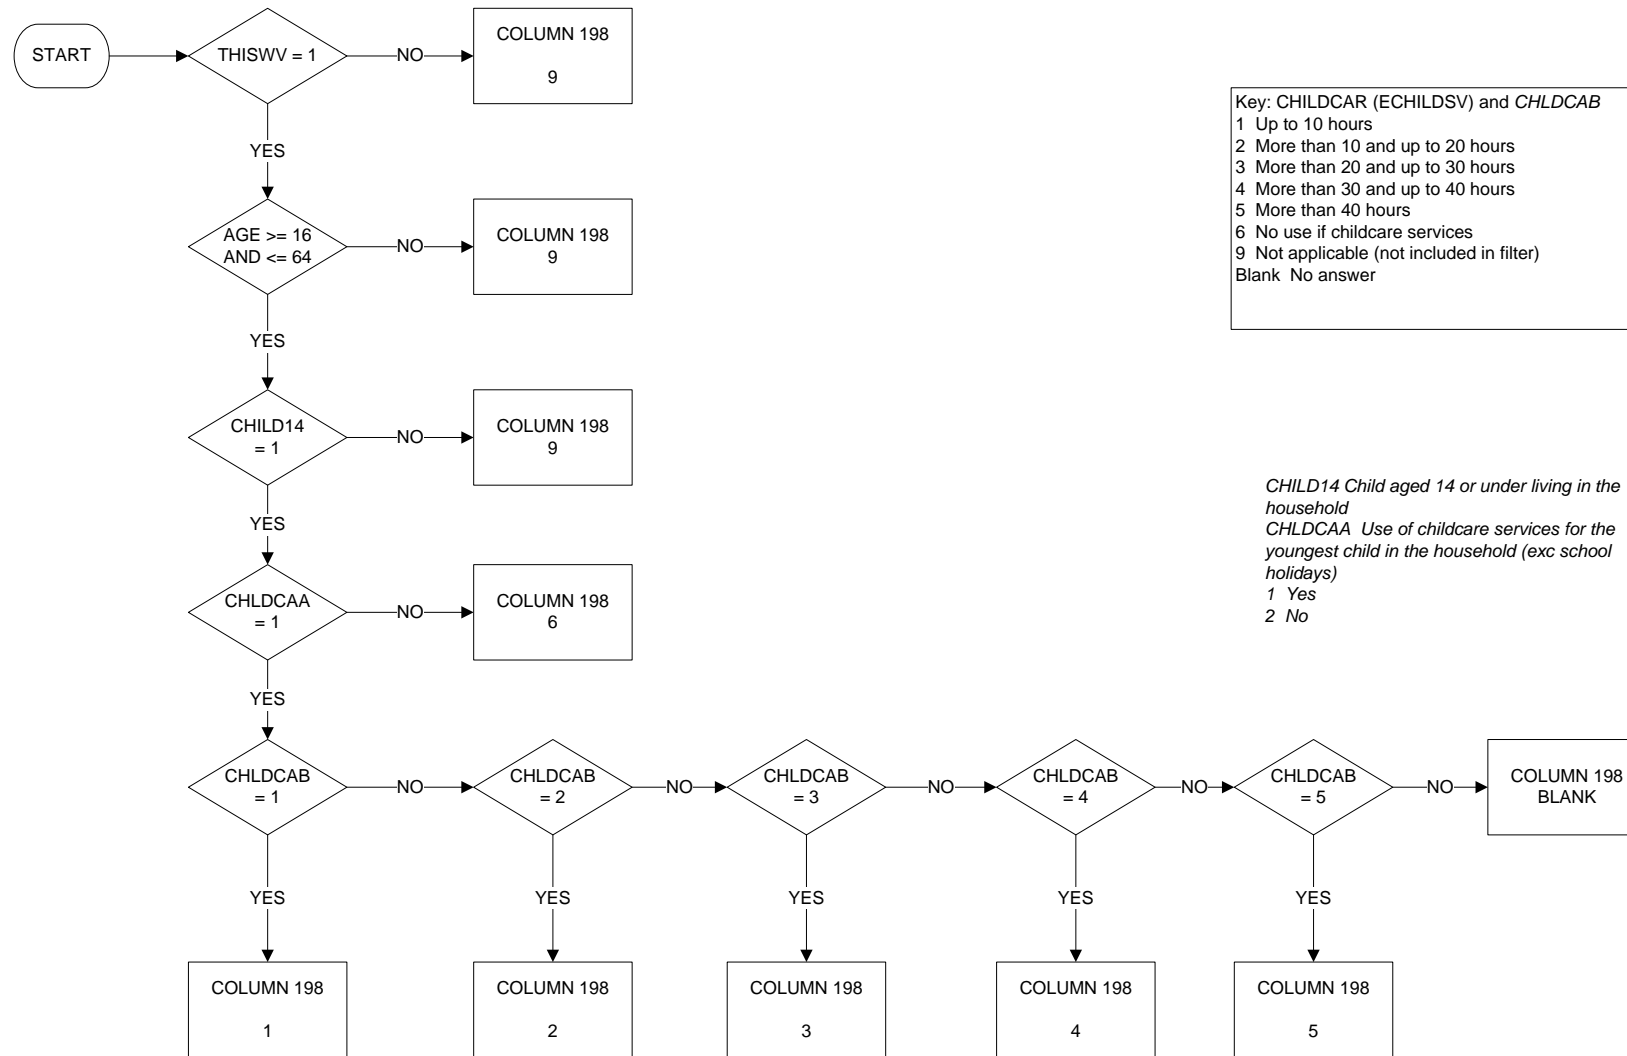 START
THISWV = 1
NO
COLUMN 198
9
Key: CHILDCAR (ECHILDSV) and CHLDCAB
1 Up to 10 hours
2 More than 10 and up to 20 hours
3 More than 20 and up to 30 hours
4 More than 30 and up to 40 hours
5 More than 40 hours
6 No use if childcare services
9 Not applicable (not included in filter)
Blank No answer
YES
AGE >= 16
AND <= 64
NO
COLUMN 198
9
YES
CHILD14
= 1
NO
COLUMN 198
9
CHILD14 Child aged 14 or under living in the
household
CHLDCAA Use of childcare services for the
youngest child in the household (exc school
holidays)
1 Yes
2 No
YES
CHLDCAA
= 1
NO
COLUMN 198
6
YES
CHLDCAB
= 1
NO
CHLDCAB
= 2
NO
CHLDCAB
= 3
NO
CHLDCAB
= 4
NO
CHLDCAB
= 5
NO
COLUMN 198
BLANK
YES
YES
YES
YES
YES
COLUMN 198
1
COLUMN 198
2
COLUMN 198
3
COLUMN 198
4
COLUMN 198
5